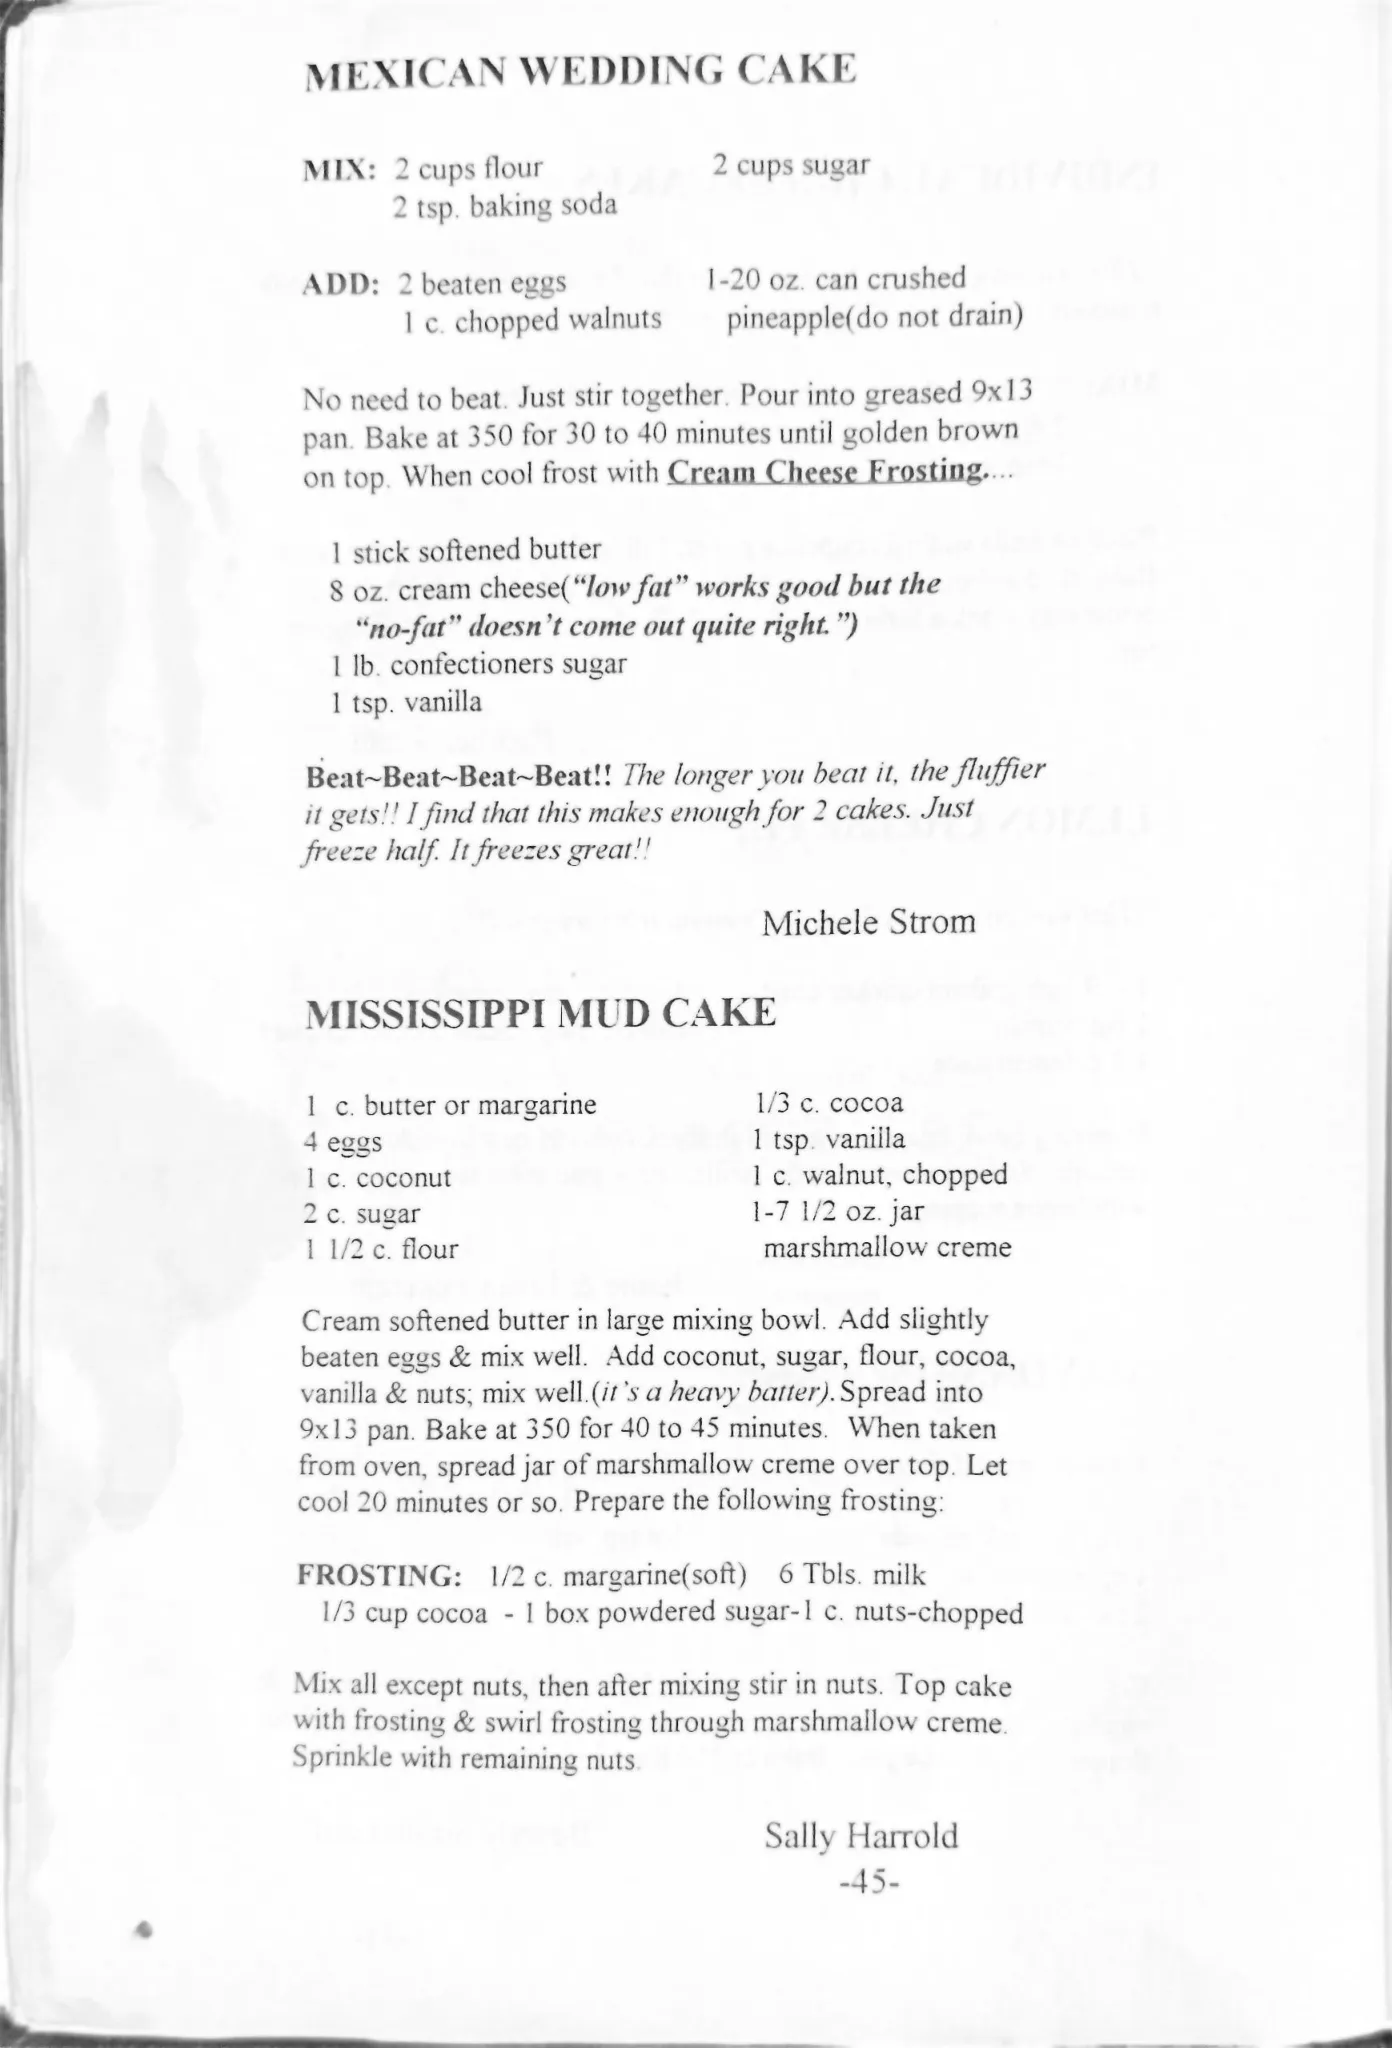 MEXICAN WEDDING CAKE
MIX: 2 cups flour 2 cups sugar
2 tsp. baking soda
ADD: 2 beaten eggs 1-20 oz. can crushed
1 c. chopped walnuts pineapple(do not drain)
No need to beat. Just stir together. Pour into greased 9x13
pan. Bake at 350 for 30 to 40 minutes until golden brown
on top. When cool frost with Cream Cheese Frosting....
1 stick softened butter
8 oz. cream cheese("low fat" works good but the
"no-fat" doesn't come out quite right.")
1 lb. confectioners sugar
1 tsp. vanilla
Beat~Beat~Beat~Beat!! The longer you beat it, the fluffier
it gets!! I find that this makes enough for 2 cakes. Just
freeze half. It freezes great!!
Michele Strom
MISSISSIPPI MUD CAKE
1 c. butter or margarine 1/3 c. cocoa
4 eggs 1 tsp. vanilla
1 c. coconut 1 c. walnut, chopped
2 c. sugar 1-7 1/2 oz. jar
1 1/2 c. flour marshmallow creme
Cream softened butter in large mixing bowl. Add slightly
beaten eggs & mix well. Add coconut, sugar, flour, cocoa,
vanilla & nuts; mix well.(it's a heavy batter).Spread into
9x13 pan. Bake at 350 for 40 to 45 minutes. When taken
from oven, spread jar of marshmallow creme over top. Let
cool 20 minutes or so. Prepare the following frosting:
FROSTING: 1/2 c. margarine(soft) 6 Tbls. milk
1/3 cup cocoa - 1 box powdered sugar-1 c. nuts-chopped
Mix all except nuts, then after mixing stir in nuts. Top cake
with frosting & swirl frosting through marshmallow creme.
Sprinkle with remaining nuts.
Sally Harrold
-45-